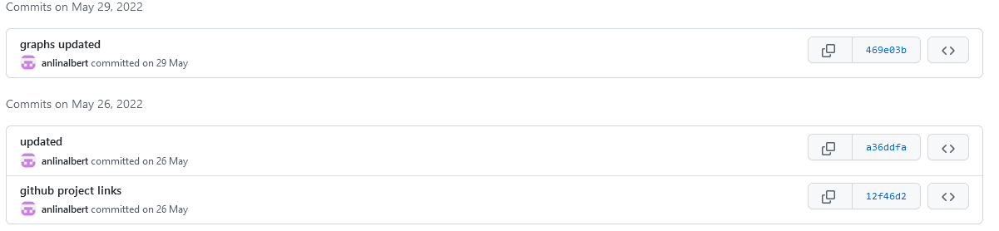 Commits on May 29, 2022
graphs updated
469e03b
anlinalbert committed on 29 May
Commits on May 26, 2022
updated
a36ddfa
anlinalbert committed on 26 May
github project links
12f46d2
anlinalbert committed on 26 May